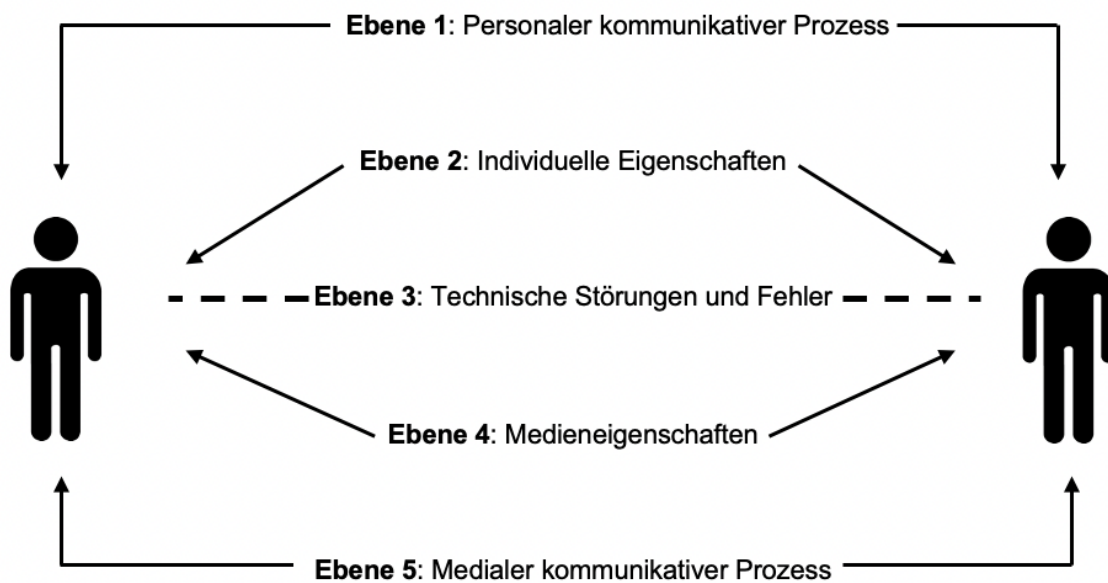 Ebene 1: Personaler kommunikativer Prozess
Ebene 2: Individuelle Eigenschaften
Ebene 3: Technische Störungen und Fehler
Ebene 4: Medieneigenschaften
Ebene 5: Medialer kommunikativer Prozess